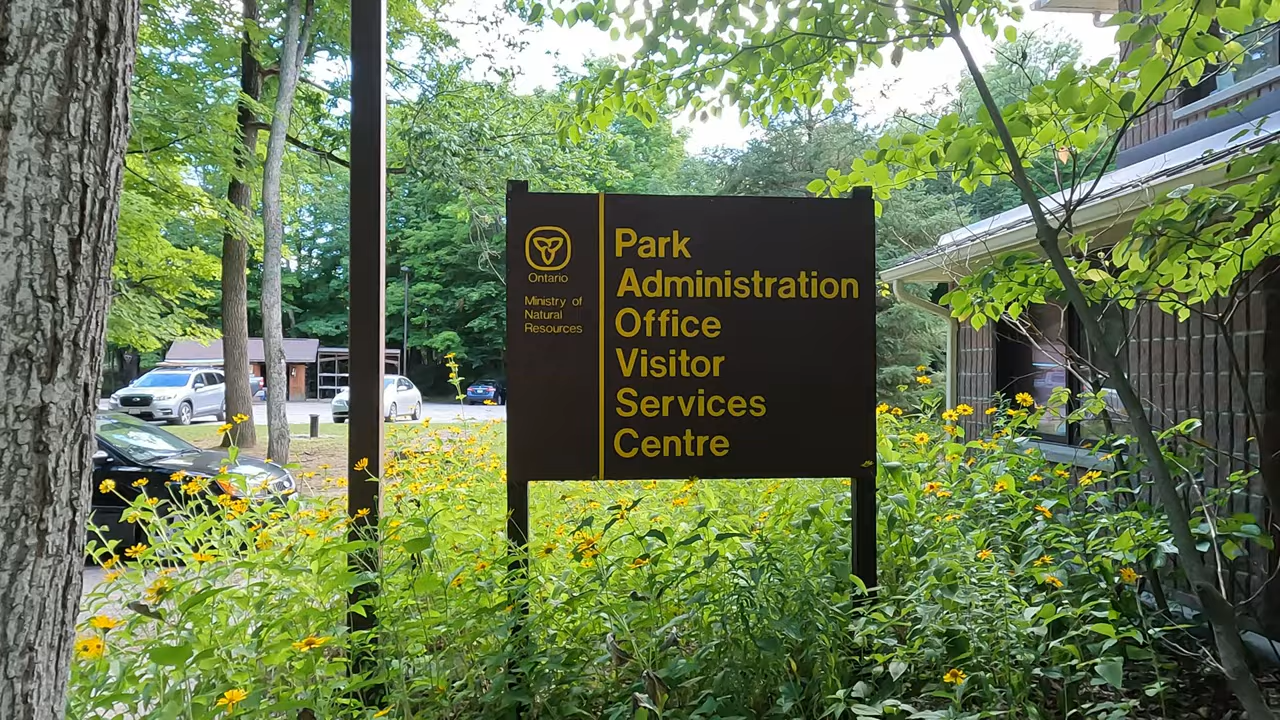 Ontario
Ministry of
Natural
Resources
Park
Administration
Office
Visitor
Services
Centre